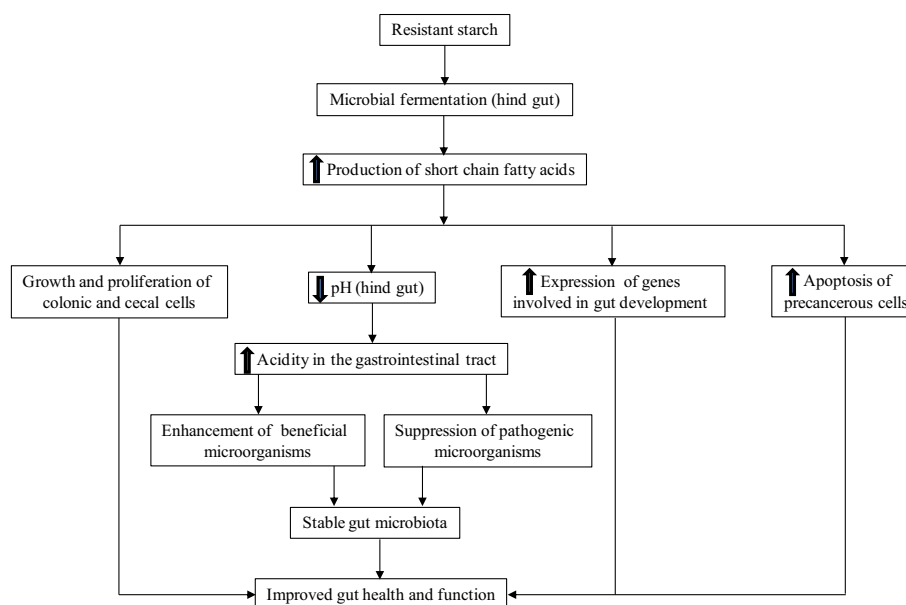 Resistant starch
Microbial fermentation (hind gut)
Production of short chain fatty acids
Growth and proliferation of
colonic and cecal cells
pH (hind gut)
Expression of genes
involved in gut development
Apoptosis of
precancerous cells
Acidity in the gastrointestinal tract
Enhancement of beneficial
microorganisms
Suppression of pathogenic
microorganisms
Stable gut microbiota
Improved gut health and function